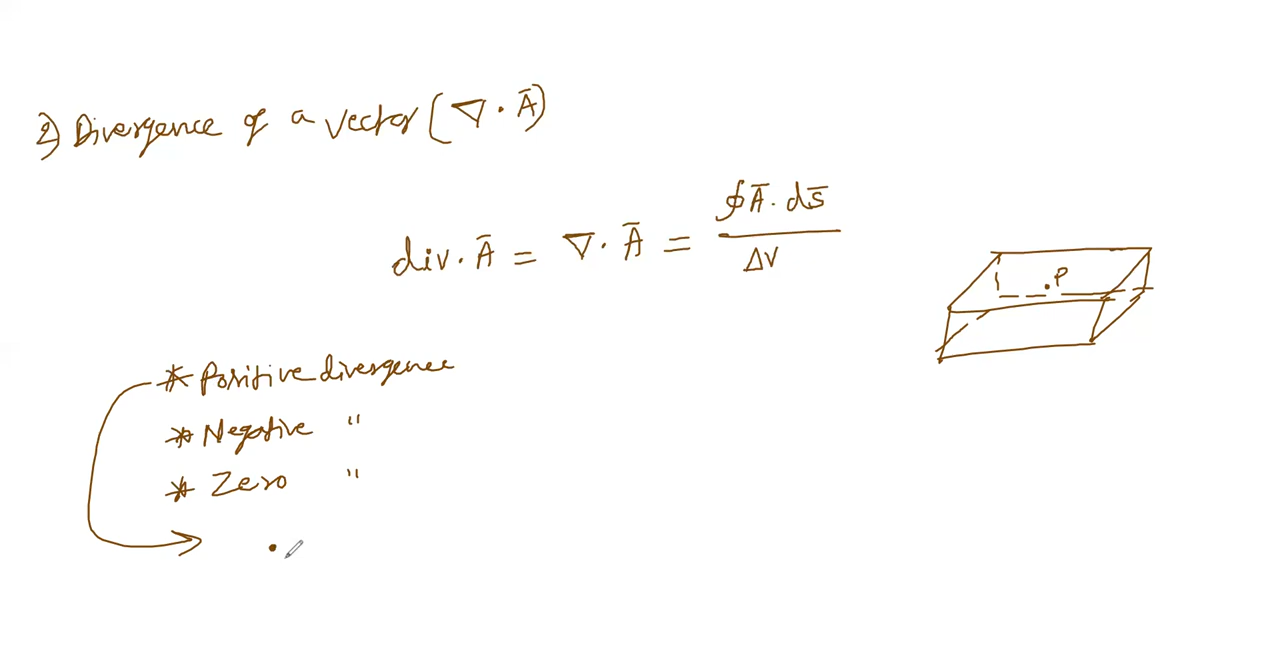 2) Divergence of a vector (∇ · A̅)
div · A̅ = ∇ · A̅ = ∮A̅ · ds̅
ΔV
P
* Positive divergence
* Negative "
* Zero "